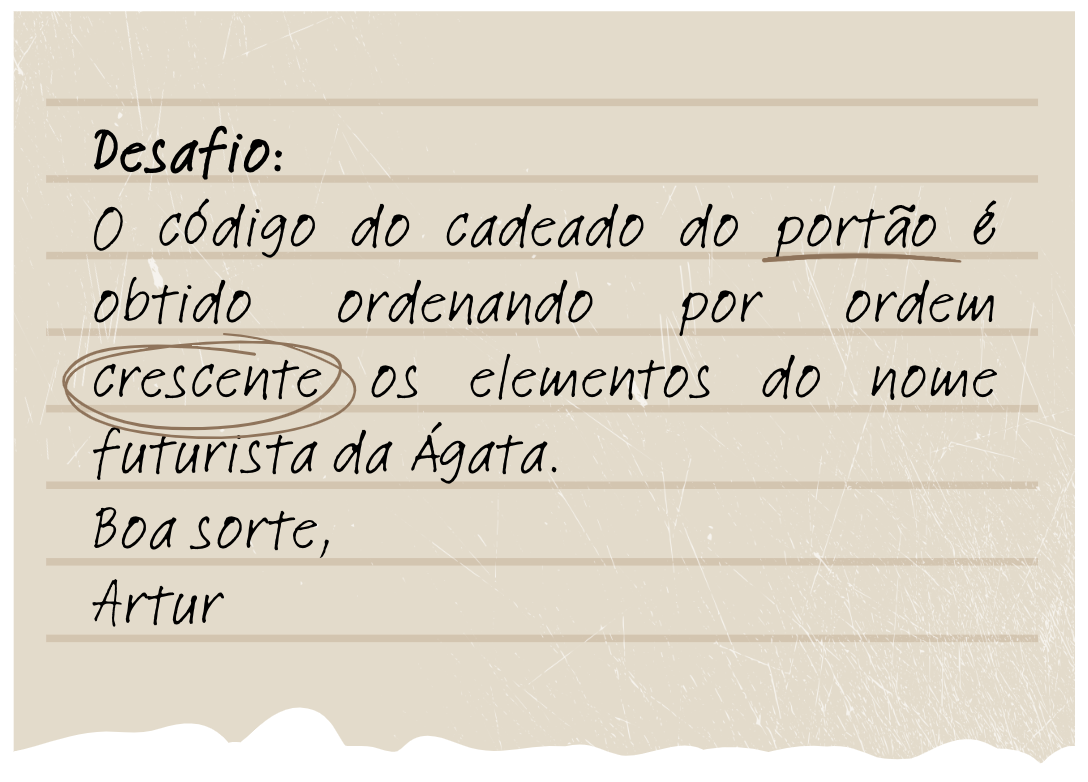 Desafio:
O código do cadeado do portão é
obtido ordenando por ordem
crescente os elementos do nome
futurista da Ágata.
Boa sorte,
Artur